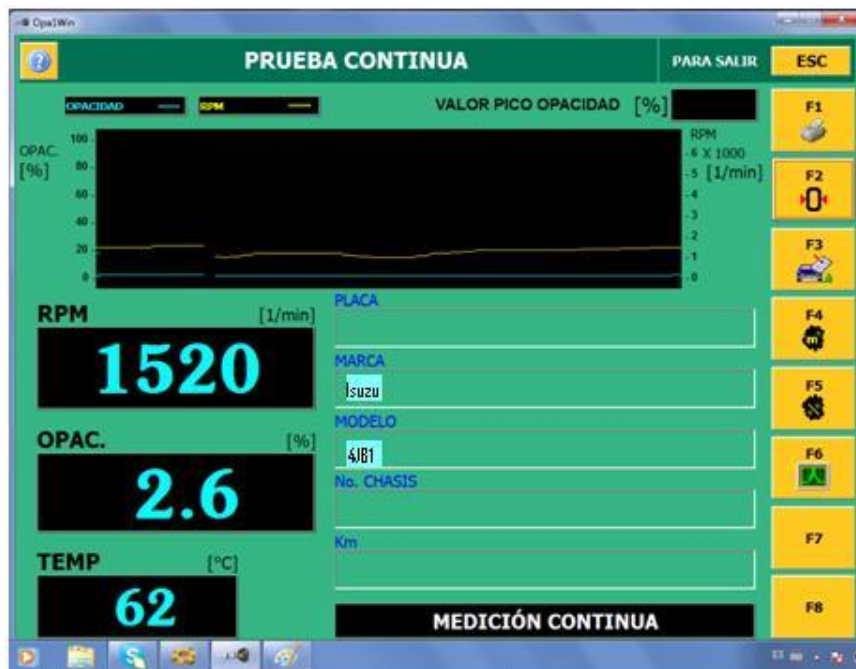 OpaIWin
PRUEBA CONTINUA
PARA SALIR
ESC
OPACIDAD
RPM
VALOR PICO OPACIDAD [%]
F1
OPAC.
[%]
100
80
60
40
20
0
RPM
6 X 1000
5 [1/min]
4
3
2
1
0
F2
F3
RPM [1/min]
1520
PLACA
F4
MARCA
Isuzu
F5
OPAC. [%]
2.6
MODELO
4JB1
F6
No. CHASIS
F7
TEMP [°C]
62
Km
MEDICIÓN CONTINUA
F8